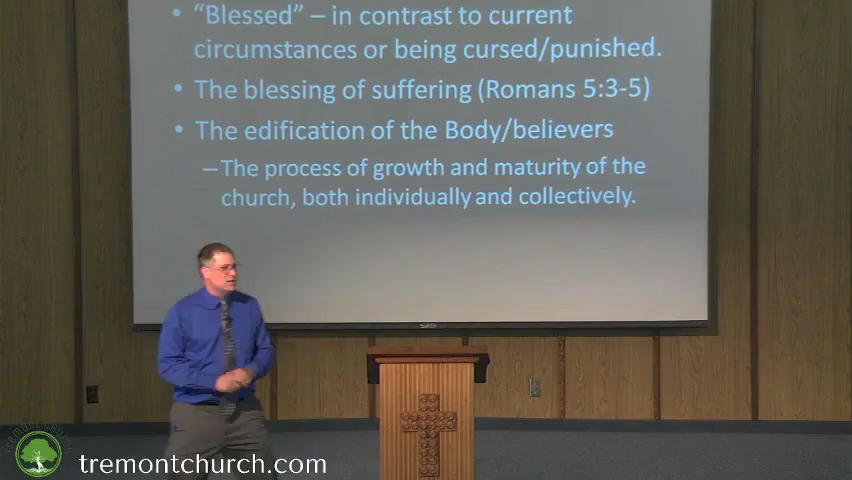 • “Blessed” – in contrast to current
circumstances or being cursed/punished.
• The blessing of suffering (Romans 5:3-5)
• The edification of the Body/believers
–The process of growth and maturity of the
church, both individually and collectively.
tremontchurch.com